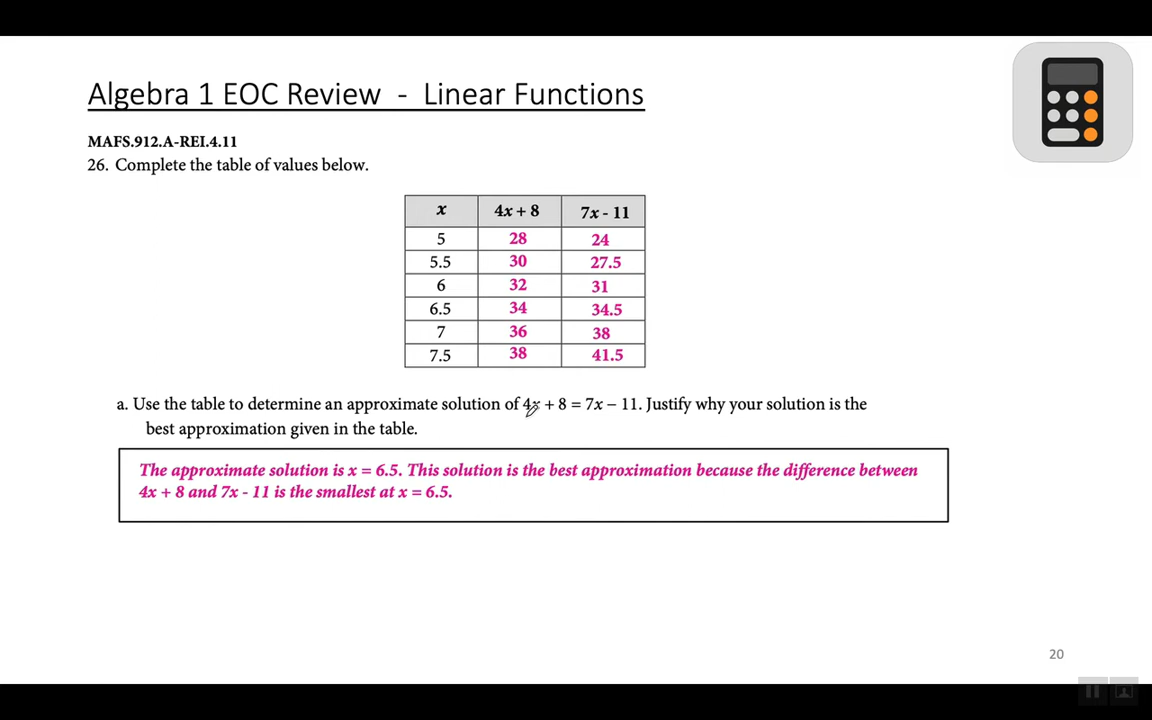 Algebra 1 EOC Review - Linear Functions
MAFS.912.A-REI.4.11
26. Complete the table of values below.
x 4x + 8 7x - 11
5 28 24
5.5 30 27.5
6 32 31
6.5 34 34.5
7 36 38
7.5 38 41.5
a. Use the table to determine an approximate solution of 4x + 8 = 7x − 11. Justify why your solution is the
best approximation given in the table.
The approximate solution is x = 6.5. This solution is the best approximation because the difference between
4x + 8 and 7x - 11 is the smallest at x = 6.5.
20